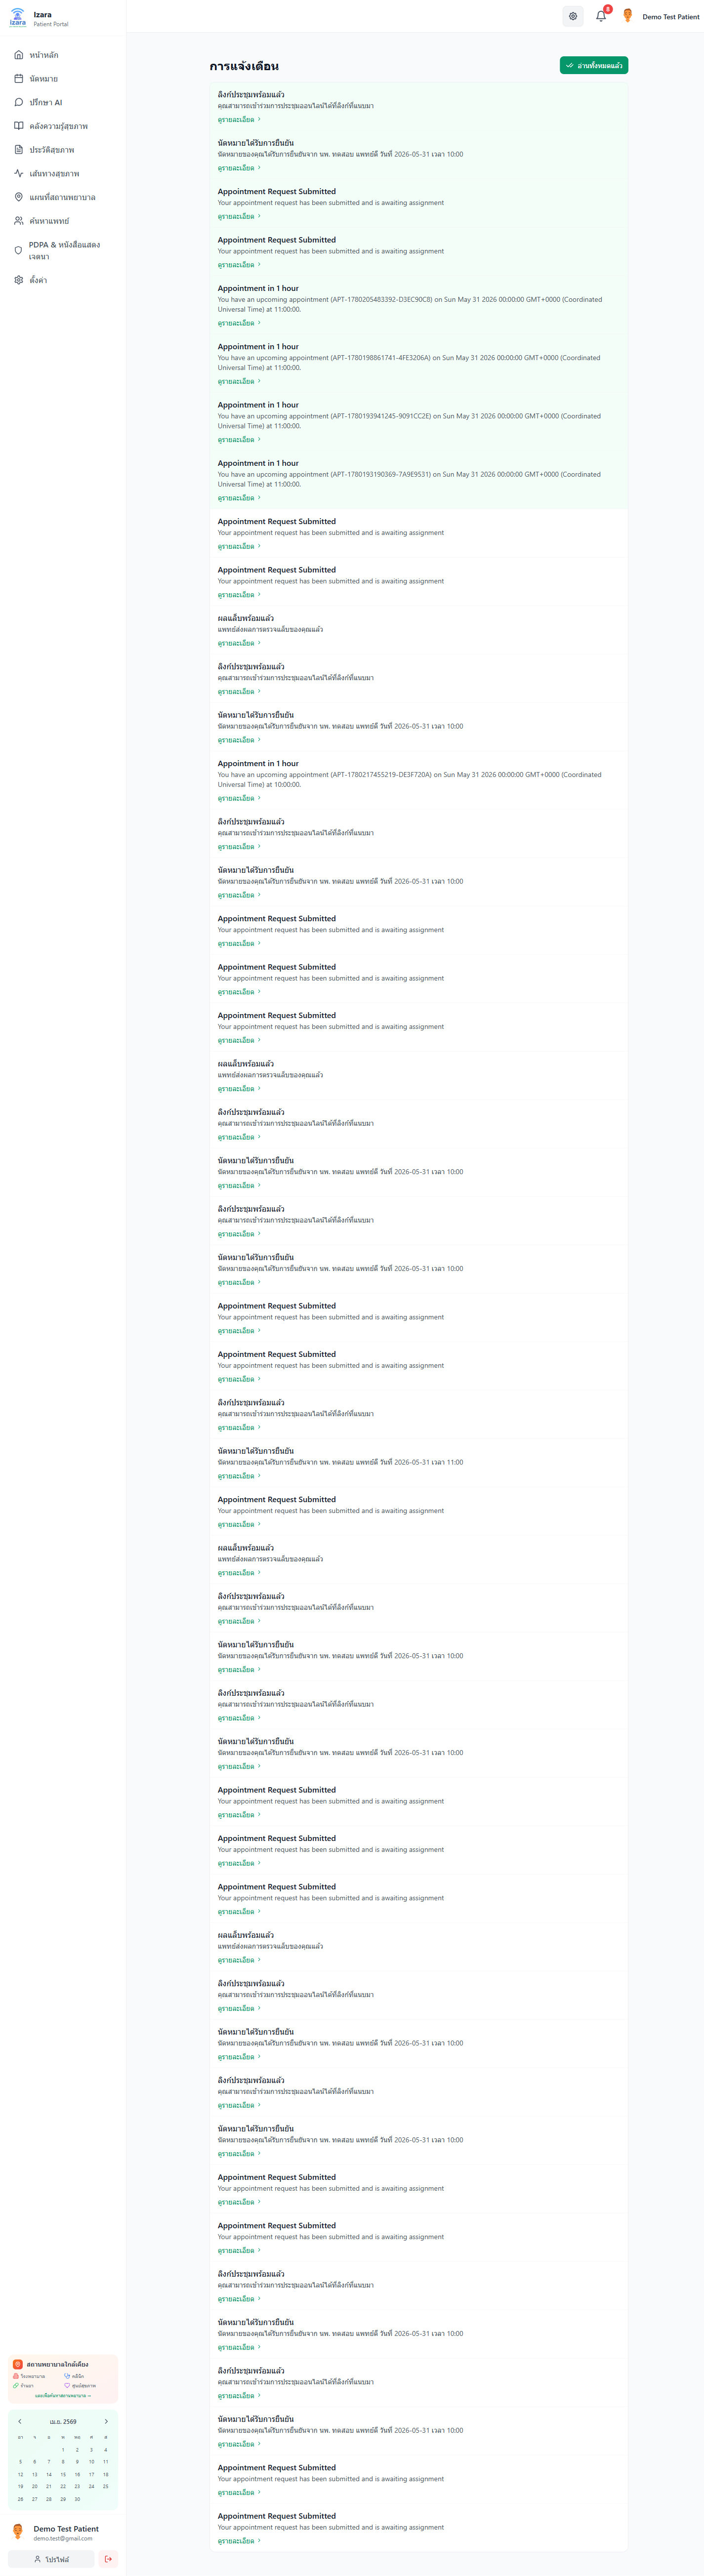 izara
Izara
Patient Portal
8
Demo Test Patient
หน้าหลัก
นัดหมาย
ปรึกษา AI
คลังความรู้สุขภาพ
ประวัติสุขภาพ
เส้นทางสุขภาพ
แผนที่สถานพยาบาล
ค้นหาแพทย์
PDPA & หนังสือแสดง
เจตนา
ตั้งค่า
การแจ้งเตือน
อ่านทั้งหมดแล้ว
ลิงก์ประชุมพร้อมแล้ว
คุณสามารถเข้าร่วมการประชุมออนไลน์ได้ที่ลิงก์ที่แนบมา
ดูรายละเอียด
นัดหมายได้รับการยืนยัน
นัดหมายของคุณได้รับการยืนยันจาก นพ. ทดสอบ แพทย์ดี วันที่ 2026-05-31 เวลา 10:00
ดูรายละเอียด
Appointment Request Submitted
Your appointment request has been submitted and is awaiting assignment
ดูรายละเอียด
Appointment Request Submitted
Your appointment request has been submitted and is awaiting assignment
ดูรายละเอียด
Appointment in 1 hour
You have an upcoming appointment (APT-1780205483392-D3EC90C8) on Sun May 31 2026 00:00:00 GMT+0000 (Coordinated
Universal Time) at 11:00:00.
ดูรายละเอียด
Appointment in 1 hour
You have an upcoming appointment (APT-1780198861741-4FE3206A) on Sun May 31 2026 00:00:00 GMT+0000 (Coordinated
Universal Time) at 11:00:00.
ดูรายละเอียด
Appointment in 1 hour
You have an upcoming appointment (APT-1780193941245-9091CC2E) on Sun May 31 2026 00:00:00 GMT+0000 (Coordinated
Universal Time) at 11:00:00.
ดูรายละเอียด
Appointment in 1 hour
You have an upcoming appointment (APT-1780193190369-7A9E9531) on Sun May 31 2026 00:00:00 GMT+0000 (Coordinated
Universal Time) at 11:00:00.
ดูรายละเอียด
Appointment Request Submitted
Your appointment request has been submitted and is awaiting assignment
ดูรายละเอียด
Appointment Request Submitted
Your appointment request has been submitted and is awaiting assignment
ดูรายละเอียด
ผลแล็บพร้อมแล้ว
แพทย์ส่งผลการตรวจแล็บของคุณแล้ว
ดูรายละเอียด
ลิงก์ประชุมพร้อมแล้ว
คุณสามารถเข้าร่วมการประชุมออนไลน์ได้ที่ลิงก์ที่แนบมา
ดูรายละเอียด
นัดหมายได้รับการยืนยัน
นัดหมายของคุณได้รับการยืนยันจาก นพ. ทดสอบ แพทย์ดี วันที่ 2026-05-31 เวลา 10:00
ดูรายละเอียด
Appointment in 1 hour
You have an upcoming appointment (APT-1780217455219-DE3F720A) on Sun May 31 2026 00:00:00 GMT+0000 (Coordinated
Universal Time) at 10:00:00.
ดูรายละเอียด
ลิงก์ประชุมพร้อมแล้ว
คุณสามารถเข้าร่วมการประชุมออนไลน์ได้ที่ลิงก์ที่แนบมา
ดูรายละเอียด
นัดหมายได้รับการยืนยัน
นัดหมายของคุณได้รับการยืนยันจาก นพ. ทดสอบ แพทย์ดี วันที่ 2026-05-31 เวลา 10:00
ดูรายละเอียด
Appointment Request Submitted
Your appointment request has been submitted and is awaiting assignment
ดูรายละเอียด
Appointment Request Submitted
Your appointment request has been submitted and is awaiting assignment
ดูรายละเอียด
Appointment Request Submitted
Your appointment request has been submitted and is awaiting assignment
ดูรายละเอียด
ผลแล็บพร้อมแล้ว
แพทย์ส่งผลการตรวจแล็บของคุณแล้ว
ดูรายละเอียด
ลิงก์ประชุมพร้อมแล้ว
คุณสามารถเข้าร่วมการประชุมออนไลน์ได้ที่ลิงก์ที่แนบมา
ดูรายละเอียด
นัดหมายได้รับการยืนยัน
นัดหมายของคุณได้รับการยืนยันจาก นพ. ทดสอบ แพทย์ดี วันที่ 2026-05-31 เวลา 10:00
ดูรายละเอียด
ลิงก์ประชุมพร้อมแล้ว
คุณสามารถเข้าร่วมการประชุมออนไลน์ได้ที่ลิงก์ที่แนบมา
ดูรายละเอียด
นัดหมายได้รับการยืนยัน
นัดหมายของคุณได้รับการยืนยันจาก นพ. ทดสอบ แพทย์ดี วันที่ 2026-05-31 เวลา 10:00
ดูรายละเอียด
Appointment Request Submitted
Your appointment request has been submitted and is awaiting assignment
ดูรายละเอียด
Appointment Request Submitted
Your appointment request has been submitted and is awaiting assignment
ดูรายละเอียด
ลิงก์ประชุมพร้อมแล้ว
คุณสามารถเข้าร่วมการประชุมออนไลน์ได้ที่ลิงก์ที่แนบมา
ดูรายละเอียด
นัดหมายได้รับการยืนยัน
นัดหมายของคุณได้รับการยืนยันจาก นพ. ทดสอบ แพทย์ดี วันที่ 2026-05-31 เวลา 11:00
ดูรายละเอียด
Appointment Request Submitted
Your appointment request has been submitted and is awaiting assignment
ดูรายละเอียด
ผลแล็บพร้อมแล้ว
แพทย์ส่งผลการตรวจแล็บของคุณแล้ว
ดูรายละเอียด
ลิงก์ประชุมพร้อมแล้ว
คุณสามารถเข้าร่วมการประชุมออนไลน์ได้ที่ลิงก์ที่แนบมา
ดูรายละเอียด
นัดหมายได้รับการยืนยัน
นัดหมายของคุณได้รับการยืนยันจาก นพ. ทดสอบ แพทย์ดี วันที่ 2026-05-31 เวลา 10:00
ดูรายละเอียด
ลิงก์ประชุมพร้อมแล้ว
คุณสามารถเข้าร่วมการประชุมออนไลน์ได้ที่ลิงก์ที่แนบมา
ดูรายละเอียด
นัดหมายได้รับการยืนยัน
นัดหมายของคุณได้รับการยืนยันจาก นพ. ทดสอบ แพทย์ดี วันที่ 2026-05-31 เวลา 10:00
ดูรายละเอียด
Appointment Request Submitted
Your appointment request has been submitted and is awaiting assignment
ดูรายละเอียด
Appointment Request Submitted
Your appointment request has been submitted and is awaiting assignment
ดูรายละเอียด
Appointment Request Submitted
Your appointment request has been submitted and is awaiting assignment
ดูรายละเอียด
ผลแล็บพร้อมแล้ว
แพทย์ส่งผลการตรวจแล็บของคุณแล้ว
ดูรายละเอียด
ลิงก์ประชุมพร้อมแล้ว
คุณสามารถเข้าร่วมการประชุมออนไลน์ได้ที่ลิงก์ที่แนบมา
ดูรายละเอียด
นัดหมายได้รับการยืนยัน
นัดหมายของคุณได้รับการยืนยันจาก นพ. ทดสอบ แพทย์ดี วันที่ 2026-05-31 เวลา 10:00
ดูรายละเอียด
ลิงก์ประชุมพร้อมแล้ว
คุณสามารถเข้าร่วมการประชุมออนไลน์ได้ที่ลิงก์ที่แนบมา
ดูรายละเอียด
นัดหมายได้รับการยืนยัน
นัดหมายของคุณได้รับการยืนยันจาก นพ. ทดสอบ แพทย์ดี วันที่ 2026-05-31 เวลา 10:00
ดูรายละเอียด
Appointment Request Submitted
Your appointment request has been submitted and is awaiting assignment
ดูรายละเอียด
Appointment Request Submitted
Your appointment request has been submitted and is awaiting assignment
ดูรายละเอียด
ลิงก์ประชุมพร้อมแล้ว
คุณสามารถเข้าร่วมการประชุมออนไลน์ได้ที่ลิงก์ที่แนบมา
ดูรายละเอียด
นัดหมายได้รับการยืนยัน
นัดหมายของคุณได้รับการยืนยันจาก นพ. ทดสอบ แพทย์ดี วันที่ 2026-05-31 เวลา 10:00
ดูรายละเอียด
ลิงก์ประชุมพร้อมแล้ว
คุณสามารถเข้าร่วมการประชุมออนไลน์ได้ที่ลิงก์ที่แนบมา
ดูรายละเอียด
นัดหมายได้รับการยืนยัน
นัดหมายของคุณได้รับการยืนยันจาก นพ. ทดสอบ แพทย์ดี วันที่ 2026-05-31 เวลา 10:00
ดูรายละเอียด
Appointment Request Submitted
Your appointment request has been submitted and is awaiting assignment
ดูรายละเอียด
Appointment Request Submitted
Your appointment request has been submitted and is awaiting assignment
ดูรายละเอียด
สถานพยาบาลใกล้เคียง
โรงพยาบาล คลินิก
ร้านยา ศูนย์สุขภาพ
เม.ย. 2569
อา จ อ พ พฤ ศ ส
1 2 3 4
5 6 7 8 9 10 11
12 13 14 15 16 17 18
19 20 21 22 23 24 25
26 27 28 29 30
Demo Test Patient
demo.test@gmail.com
โปรไฟล์